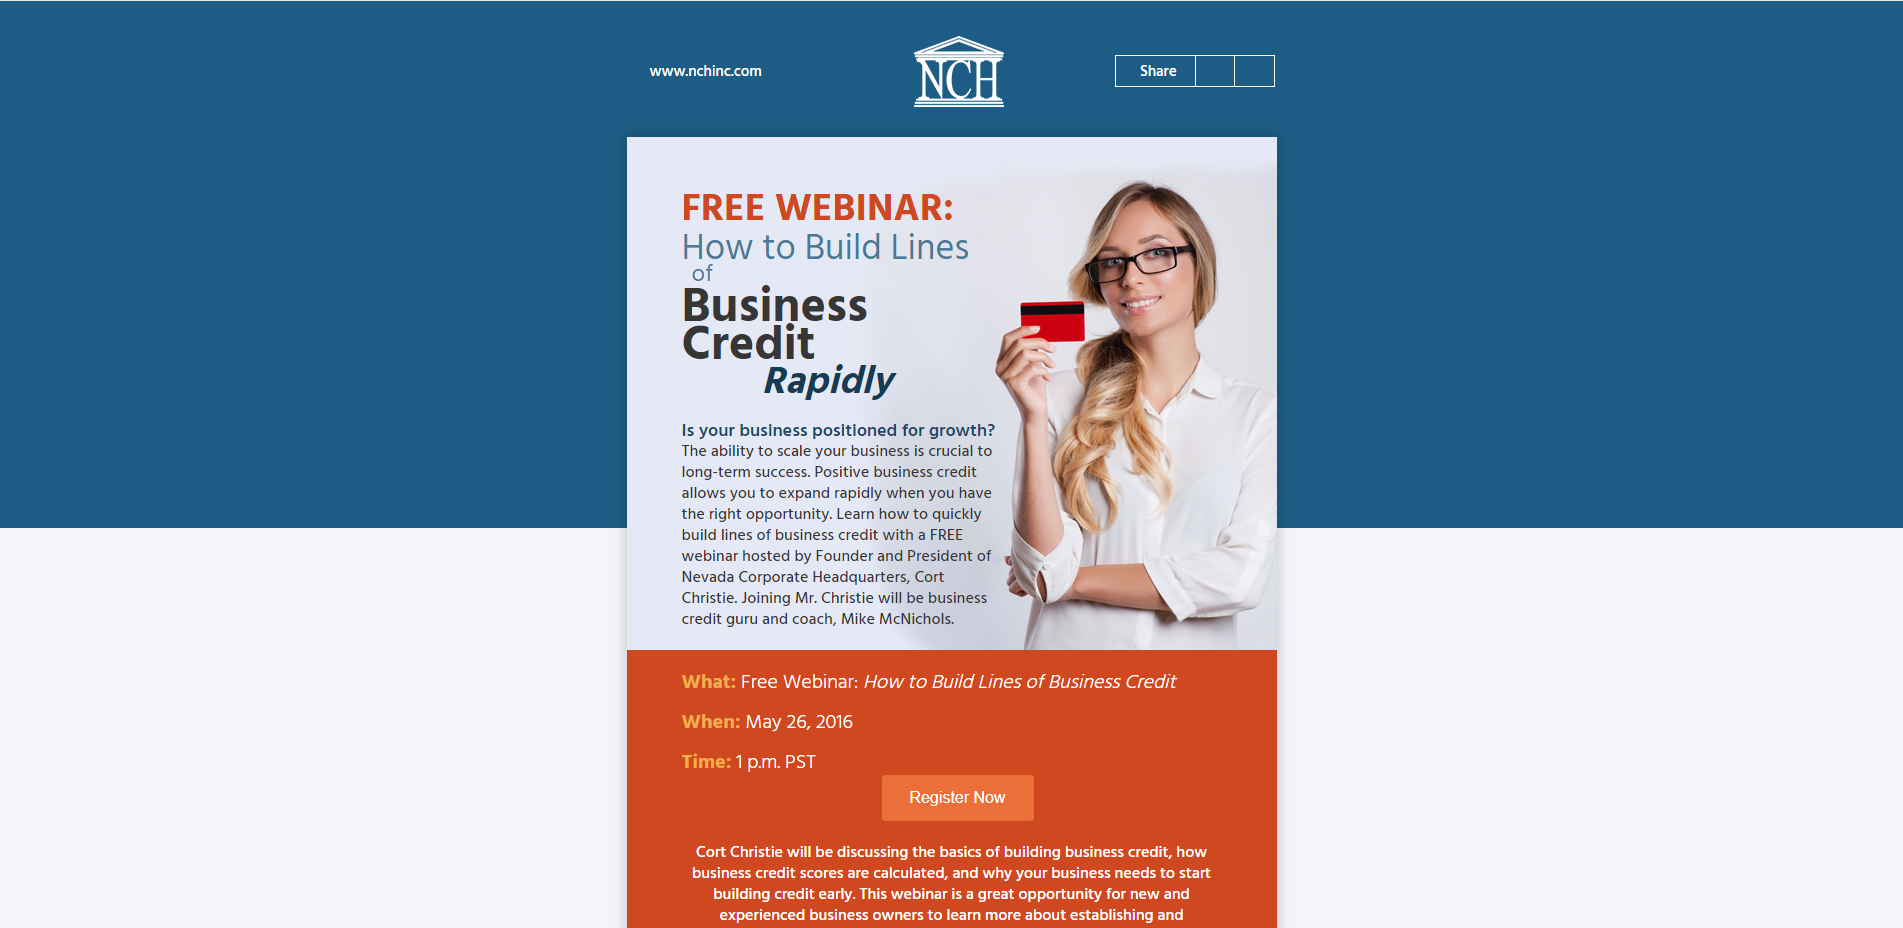 www.nchinc.com
NCH
Share
FREE WEBINAR:
How to Build Lines
of
Business
Credit
Rapidly
Is your business positioned for growth?
The ability to scale your business is crucial to
long-term success. Positive business credit
allows you to expand rapidly when you have
the right opportunity. Learn how to quickly
build lines of business credit with a FREE
webinar hosted by Founder and President of
Nevada Corporate Headquarters, Cort
Christie. Joining Mr. Christie will be business
credit guru and coach, Mike McNichols.
What: Free Webinar: How to Build Lines of Business Credit
When: May 26, 2016
Time: 1 p.m. PST
Register Now
Cort Christie will be discussing the basics of building business credit, how
business credit scores are calculated, and why your business needs to start
building credit early. This webinar is a great opportunity for new and
experienced business owners to learn more about establishing and